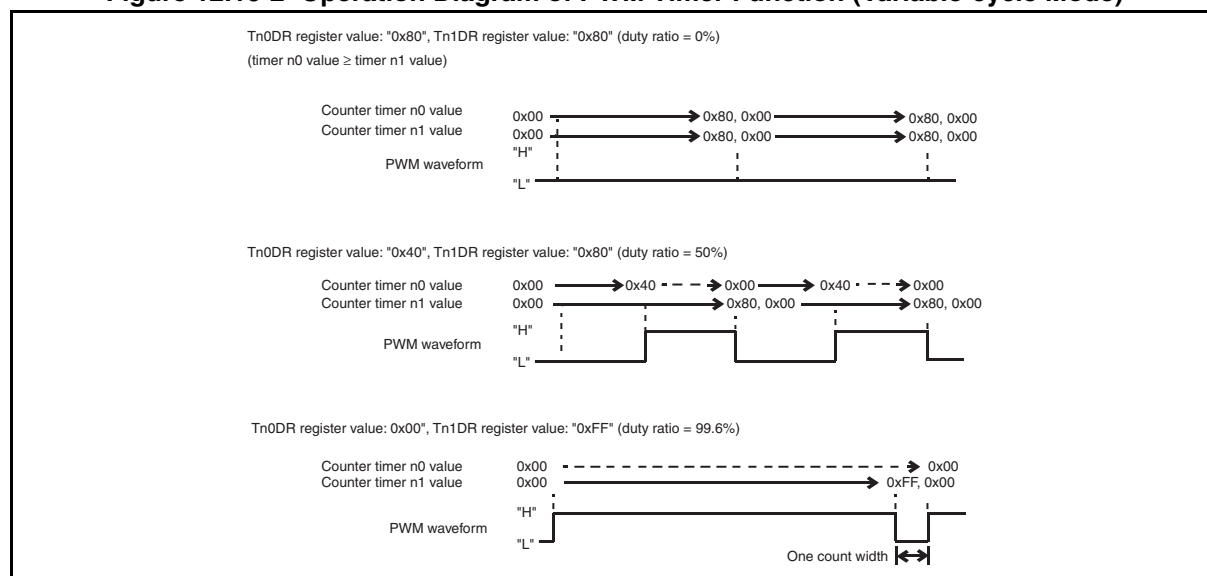 Figure 12.10-2 Operation Diagram of PWM Timer Function (Variable-cycle Mode)
Tn0DR register value: "0x80", Tn1DR register value: "0x80" (duty ratio = 0%)
(timer n0 value ≥ timer n1 value)
Counter timer n0 value 0x00 0x80, 0x00 0x80, 0x00
Counter timer n1 value 0x00 0x80, 0x00 0x80, 0x00
"H"
PWM waveform
"L"
Tn0DR register value: "0x40", Tn1DR register value: "0x80" (duty ratio = 50%)
Counter timer n0 value 0x00 0x40 0x00 0x40 0x00
Counter timer n1 value 0x00 0x80, 0x00 0x80, 0x00
"H"
PWM waveform
"L"
Tn0DR register value: 0x00", Tn1DR register value: "0xFF" (duty ratio = 99.6%)
Counter timer n0 value 0x00 0x00
Counter timer n1 value 0x00 0xFF, 0x00
"H"
PWM waveform
"L"
One count width